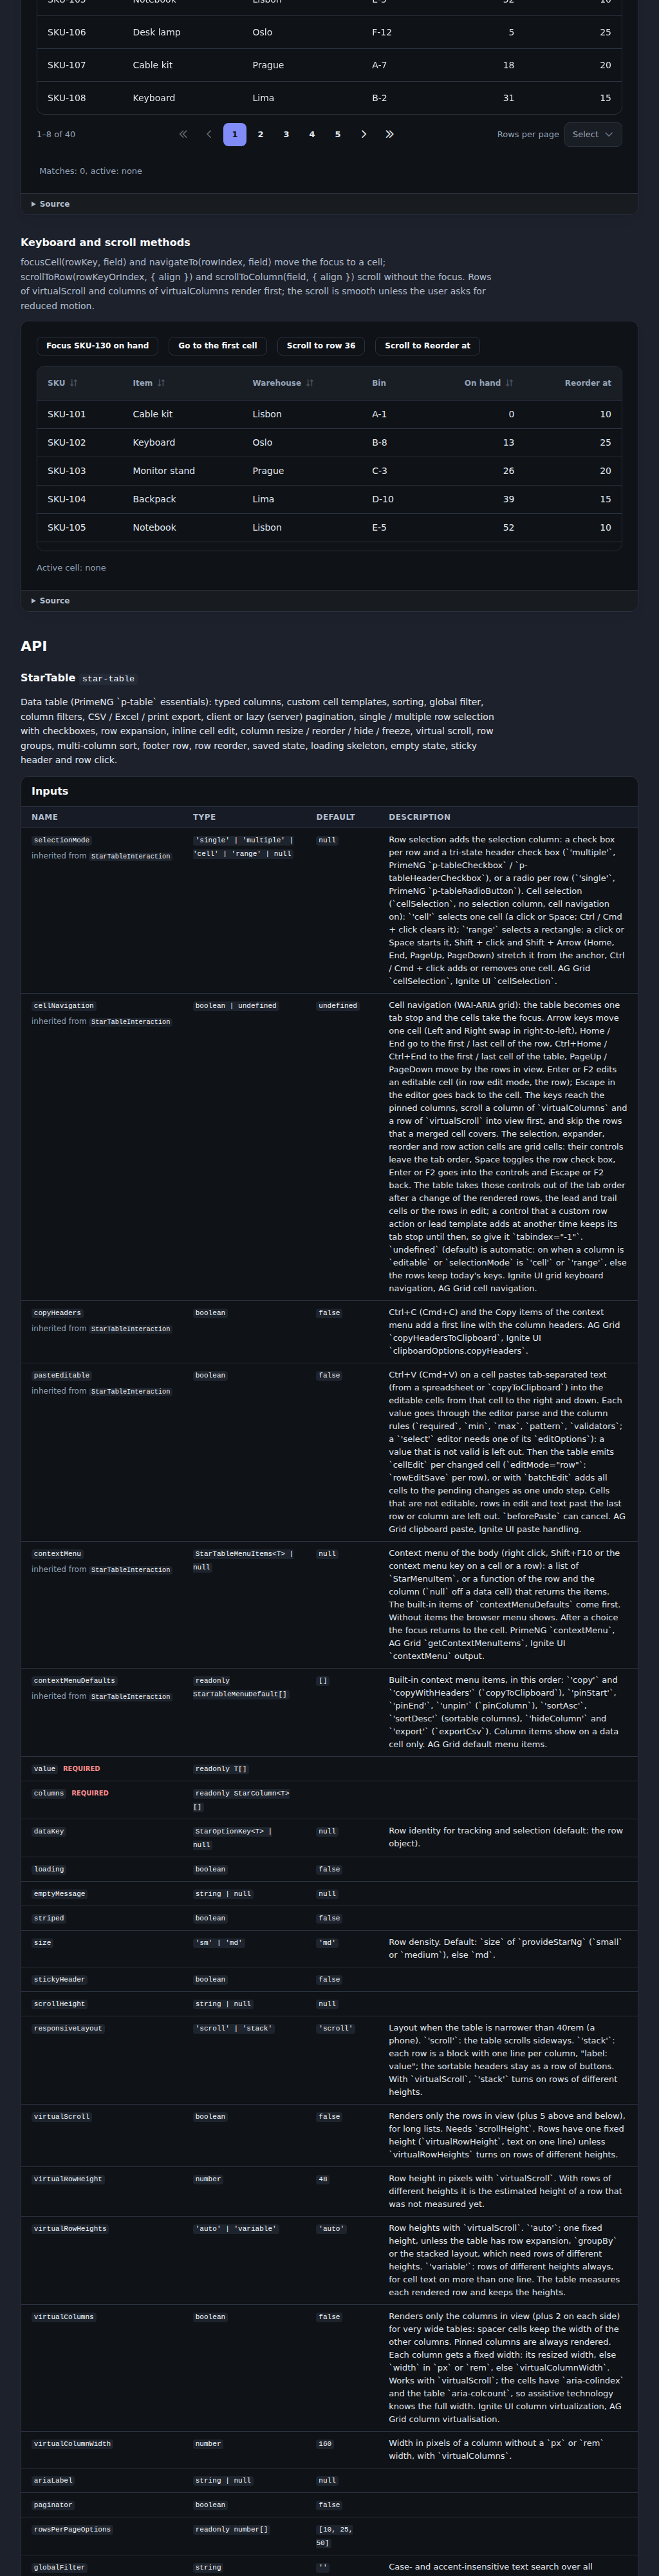 SKU-106 Desk lamp Oslo F-12 5 25
SKU-107 Cable kit Prague A-7 18 20
SKU-108 Keyboard Lima B-2 31 15
1–8 of 40 1 2 3 4 5 Rows per page Select
Matches: 0, active: none
Source
Keyboard and scroll methods
focusCell(rowKey, field) and navigateTo(rowIndex, field) move the focus to a cell;
scrollToRow(rowKeyOrIndex, { align }) and scrollToColumn(field, { align }) scroll without the focus. Rows
of virtualScroll and columns of virtualColumns render first; the scroll is smooth unless the user asks for
reduced motion.
Focus SKU-130 on hand Go to the first cell Scroll to row 36 Scroll to Reorder at
SKU Item Warehouse Bin On hand Reorder at
SKU-101 Cable kit Lisbon A-1 0 10
SKU-102 Keyboard Oslo B-8 13 25
SKU-103 Monitor stand Prague C-3 26 20
SKU-104 Backpack Lima D-10 39 15
SKU-105 Notebook Lisbon E-5 52 10
Active cell: none
Source
API
StarTable star-table
Data table (PrimeNG `p-table` essentials): typed columns, custom cell templates, sorting, global filter,
column filters, CSV / Excel / print export, client or lazy (server) pagination, single / multiple row selection
with checkboxes, row expansion, inline cell edit, column resize / reorder / hide / freeze, virtual scroll, row
groups, multi-column sort, footer row, row reorder, saved state, loading skeleton, empty state, sticky
header and row click.
Inputs
NAME TYPE DEFAULT DESCRIPTION
selectionMode
inherited from StarTableInteraction
'single' | 'multiple' |
'cell' | 'range' | null
null
Row selection adds the selection column: a check box
per row and a tri-state header check box (`'multiple'`,
PrimeNG `p-tableCheckbox` / `p-
tableHeaderCheckbox`), or a radio per row (`'single'`,
PrimeNG `p-tableRadioButton`). Cell selection
(`cellSelection`, no selection column, cell navigation
on): `'cell'` selects one cell (a click or Space; Ctrl / Cmd
+ click clears it); `'range'` selects a rectangle: a click or
Space starts it, Shift + click and Shift + Arrow (Home,
End, PageUp, PageDown) stretch it from the anchor, Ctrl
/ Cmd + click adds or removes one cell. AG Grid
`cellSelection`, Ignite UI `cellSelection`.
cellNavigation
inherited from StarTableInteraction
boolean | undefined
undefined
Cell navigation (WAI-ARIA grid): the table becomes one
tab stop and the cells take the focus. Arrow keys move
one cell (Left and Right swap in right-to-left), Home /
End go to the first / last cell of the row, Ctrl+Home /
Ctrl+End to the first / last cell of the table, PageUp /
PageDown move by the rows in view. Enter or F2 edits
an editable cell (in row edit mode, the row); Escape in
the editor goes back to the cell. The keys reach the
pinned columns, scroll a column of `virtualColumns` and
a row of `virtualScroll` into view first, and skip the rows
that a merged cell covers. The selection, expander,
reorder and row action cells are grid cells: their controls
leave the tab order, Space toggles the row check box,
Enter or F2 goes into the controls and Escape or F2
back. The table takes those controls out of the tab order
after a change of the rendered rows, the lead and trail
cells or the rows in edit; a control that a custom row
action or lead template adds at another time keeps its
tab stop until then, so give it `tabindex="-1"`.
`undefined` (default) is automatic: on when a column is
`editable` or `selectionMode` is `'cell'` or `'range'`, else
the rows keep today's keys. Ignite UI grid keyboard
navigation, AG Grid cell navigation.
copyHeaders
inherited from StarTableInteraction
boolean
false
Ctrl+C (Cmd+C) and the Copy items of the context
menu add a first line with the column headers. AG Grid
`copyHeadersToClipboard`, Ignite UI
`clipboardOptions.copyHeaders`.
pasteEditable
inherited from StarTableInteraction
boolean
false
Ctrl+V (Cmd+V) on a cell pastes tab-separated text
(from a spreadsheet or `copyToClipboard`) into the
editable cells from that cell to the right and down. Each
value goes through the editor parse and the column
rules (`required`, `min`, `max`, `pattern`, `validators`;
a `'select'` editor needs one of its `editOptions`): a
value that is not valid is left out. Then the table emits
`cellEdit` per changed cell (`editMode="row"`:
`rowEditSave` per row), or with `batchEdit` adds all
cells to the pending changes as one undo step. Cells
that are not editable, rows in edit and text past the last
row or column are left out. `beforePaste` can cancel. AG
Grid clipboard paste, Ignite UI paste handling.
contextMenu
inherited from StarTableInteraction
StarTableMenuItems<T> |
null
null
Context menu of the body (right click, Shift+F10 or the
context menu key on a cell or a row): a list of
`StarMenuItem`, or a function of the row and the
column (`null` off a data cell) that returns the items.
The built-in items of `contextMenuDefaults` come first.
Without items the browser menu shows. After a choice
the focus returns to the cell. PrimeNG `contextMenu`,
AG Grid `getContextMenuItems`, Ignite UI
`contextMenu` output.
contextMenuDefaults
inherited from StarTableInteraction
readonly
StarTableMenuDefault[]
[]
Built-in context menu items, in this order: `'copy'` and
`'copyWithHeaders'` (`copyToClipboard`), `'pinStart'`,
`'pinEnd'`, `'unpin'` (`pinColumn`), `'sortAsc'`,
`'sortDesc'` (sortable columns), `'hideColumn'` and
`'export'` (`exportCsv`). Column items show on a data
cell only. AG Grid default menu items.
value REQUIRED readonly T[]
columns REQUIRED readonly StarColumn<T>
[]
dataKey
StarOptionKey<T> |
null
null
Row identity for tracking and selection (default: the row
object).
loading boolean false
emptyMessage string | null null
striped boolean false
size 'sm' | 'md' 'md'
Row density. Default: `size` of `provideStarNg` (`small`
or `medium`), else `md`.
stickyHeader boolean false
scrollHeight string | null null
responsiveLayout 'scroll' | 'stack' 'scroll'
Layout when the table is narrower than 40rem (a
phone). `'scroll'`: the table scrolls sideways. `'stack'`:
each row is a block with one line per column, "label:
value"; the sortable headers stay as a row of buttons.
With `virtualScroll`, `'stack'` turns on rows of different
heights.
virtualScroll boolean false
Renders only the rows in view (plus 5 above and below),
for long lists. Needs `scrollHeight`. Rows have one fixed
height (`virtualRowHeight`, text on one line) unless
`virtualRowHeights` turns on rows of different heights.
virtualRowHeight number 48
Row height in pixels with `virtualScroll`. With rows of
different heights it is the estimated height of a row that
was not measured yet.
virtualRowHeights 'auto' | 'variable' 'auto'
Row heights with `virtualScroll`. `'auto'`: one fixed
height, unless the table has row expansion, `groupBy`
or the stacked layout, which need rows of different
heights. `'variable'`: rows of different heights always,
for cell text on more than one line. The table measures
each rendered row and keeps the heights.
virtualColumns boolean false
Renders only the columns in view (plus 2 on each side)
for very wide tables: spacer cells keep the width of the
other columns. Pinned columns are always rendered.
Each column gets a fixed width: its resized width, else
`width` in `px` or `rem`, else `virtualColumnWidth`.
Works with `virtualScroll`; the cells have `aria-colindex`
and the table `aria-colcount`, so assistive technology
knows the full width. Ignite UI column virtualization, AG
Grid column virtualisation.
virtualColumnWidth number 160
Width in pixels of a column without a `px` or `rem`
width, with `virtualColumns`.
ariaLabel string | null null
paginator boolean false
rowsPerPageOptions readonly number[] [10, 25,
50]
globalFilter string ''
Case- and accent-insensitive text search over all